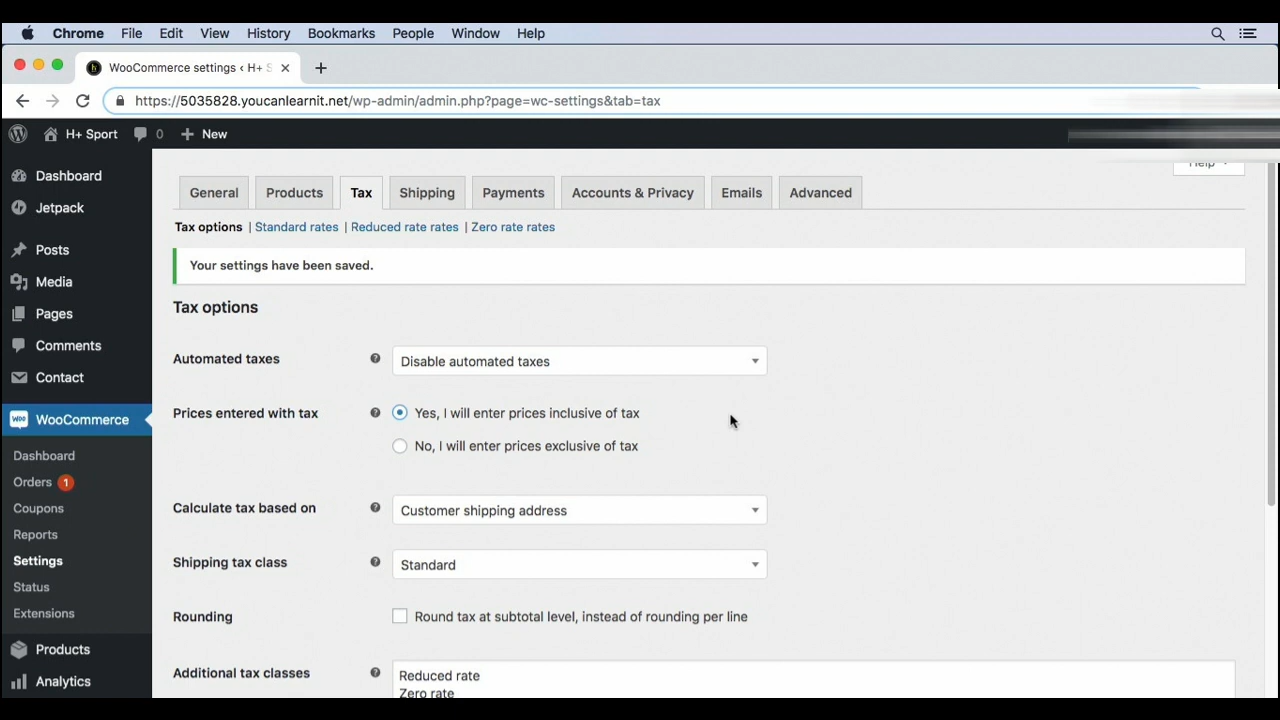 Chrome File Edit View History Bookmarks People Window Help
WooCommerce settings ‹ H+ S
https://5035828.youcanlearnit.net/wp-admin/admin.php?page=wc-settings&tab=tax
H+ Sport 0 New
Help
Dashboard
Jetpack
Posts
Media
Pages
Comments
Contact
WooCommerce
Dashboard
Orders 1
Coupons
Reports
Settings
Status
Extensions
Products
Analytics
General Products Tax Shipping Payments Accounts & Privacy Emails Advanced
Tax options | Standard rates | Reduced rate rates | Zero rate rates
Your settings have been saved.
Tax options
Automated taxes Disable automated taxes
Prices entered with tax Yes, I will enter prices inclusive of tax
No, I will enter prices exclusive of tax
Calculate tax based on Customer shipping address
Shipping tax class Standard
Rounding Round tax at subtotal level, instead of rounding per line
Additional tax classes Reduced rate
Zero rate